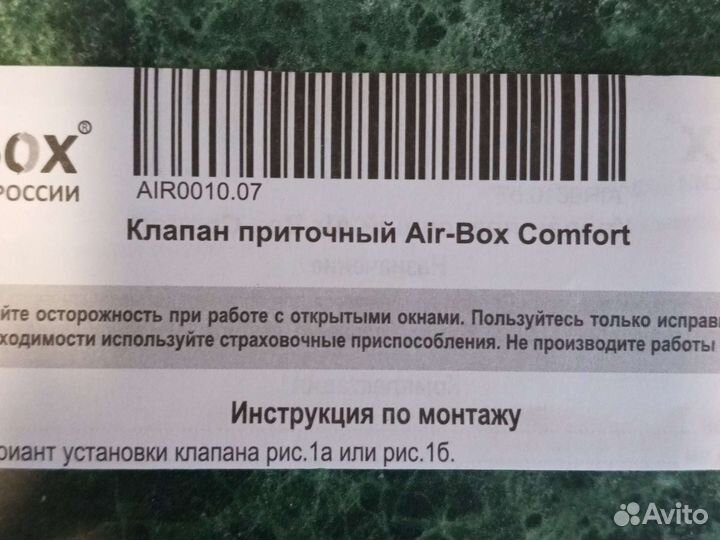 BOX®
РОССИИ
AIR0010.07
Клапан приточный Air-Box Comfort
йте осторожность при работе с открытыми окнами. Пользуйтесь только исправ
ходимости используйте страховочные приспособления. Не производите работы
Инструкция по монтажу
риант установки клапана рис.1а или рис.1б.
Avito